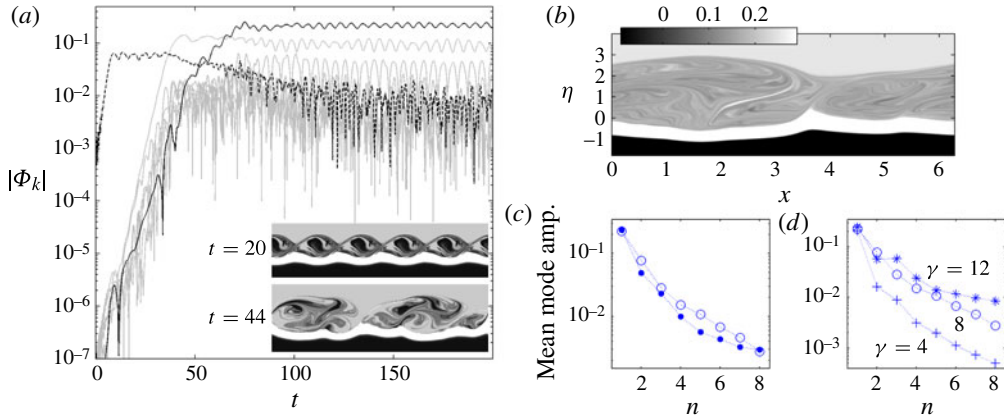 (a)
10⁻¹
10⁻²
10⁻³
|Φₖ|
10⁻⁴
10⁻⁵
10⁻⁶
10⁻⁷
t = 20
t = 44
0
50
100
150
t
(b)
0 0.1 0.2
3
2
η 1
0
−1
0 1 2 3 4 5 6
x
(c)
Mean mode amp.
10⁻¹
10⁻²
2 4 6 8
n
(d)
10⁻¹
10⁻²
10⁻³
γ = 12
8
γ = 4
2 4 6 8
n